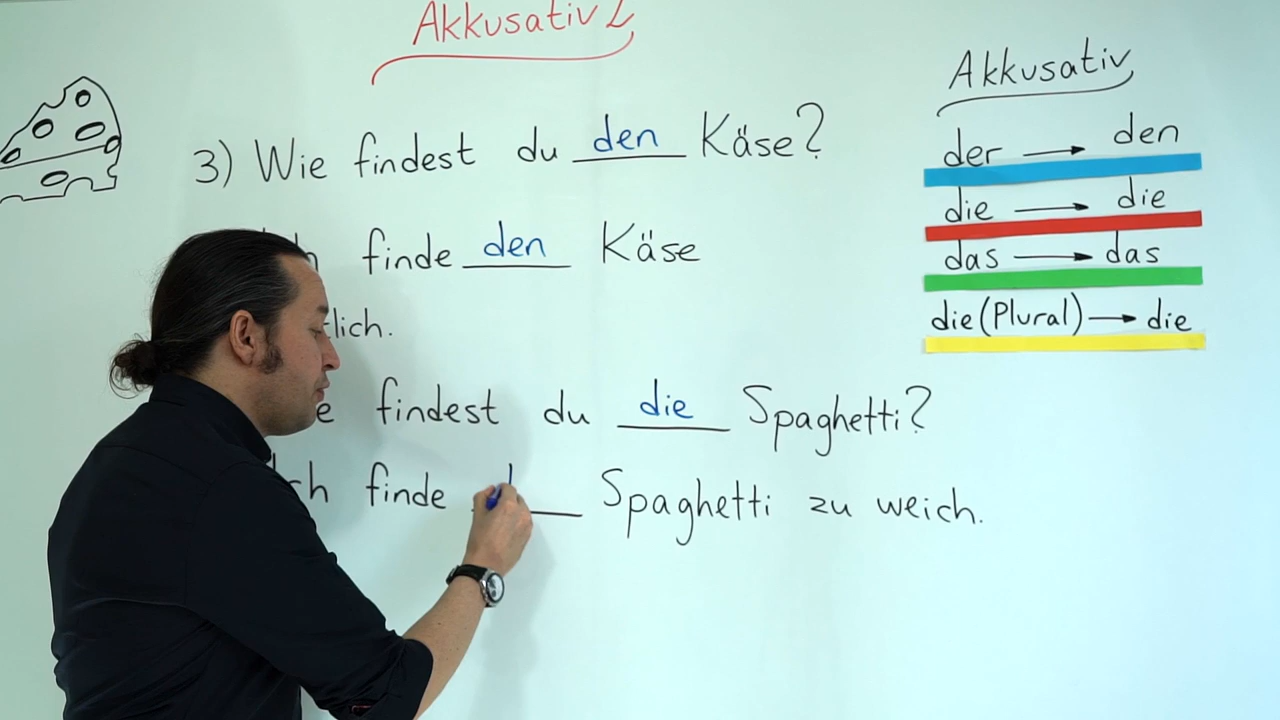 Akkusativ 2
3) Wie findest du den Käse?
finde den Käse
findest du die Spaghetti?
finde Spaghetti zu weich.
Akkusativ
der → den
die → die
das → das
die (Plural) → die